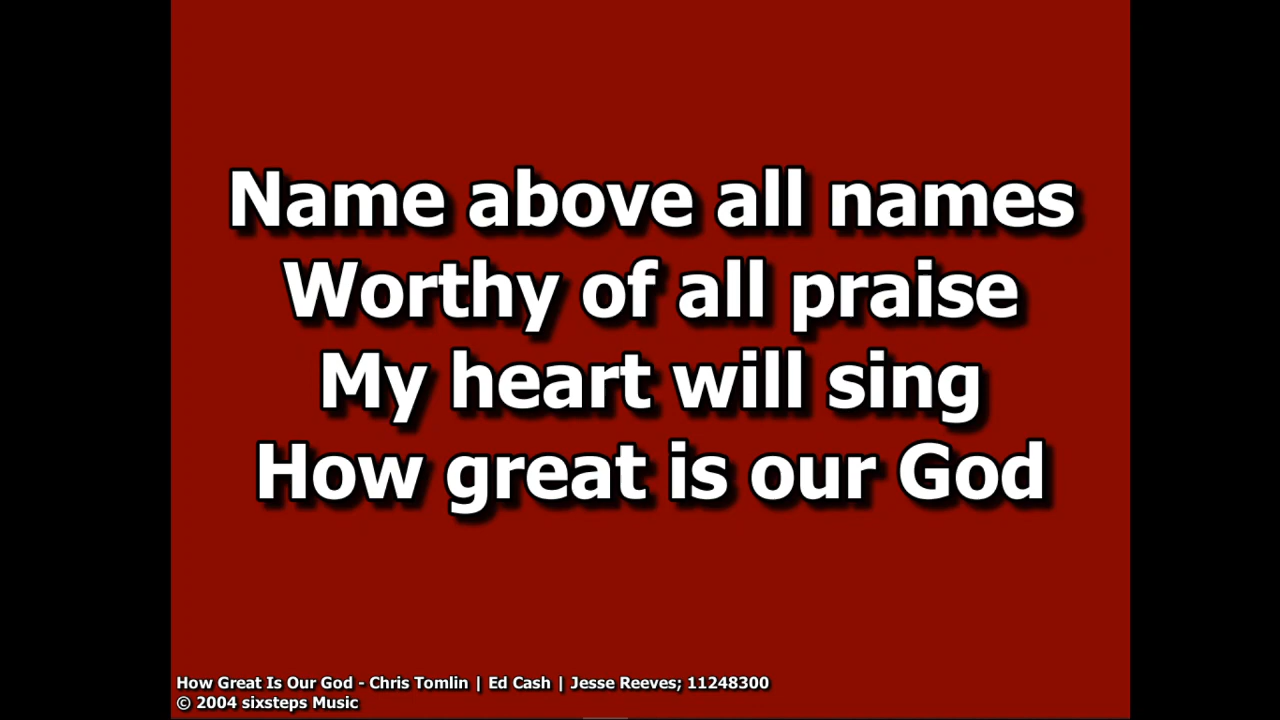 Name above all names
Worthy of all praise
My heart will sing
How great is our God
How Great Is Our God - Chris Tomlin | Ed Cash | Jesse Reeves; 11248300
© 2004 sixsteps Music